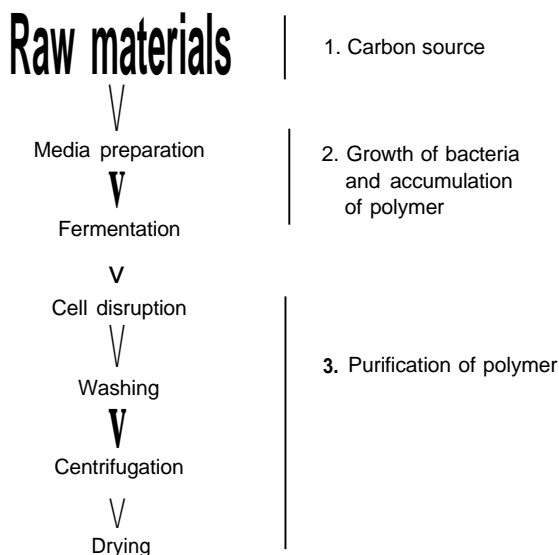 Raw materials
1. Carbon source
V
Media preparation
2. Growth of bacteria
and accumulation
of polymer
V
Fermentation
v
Cell disruption
V
3. Purification of polymer
Washing
V
Centrifugation
V
Drying